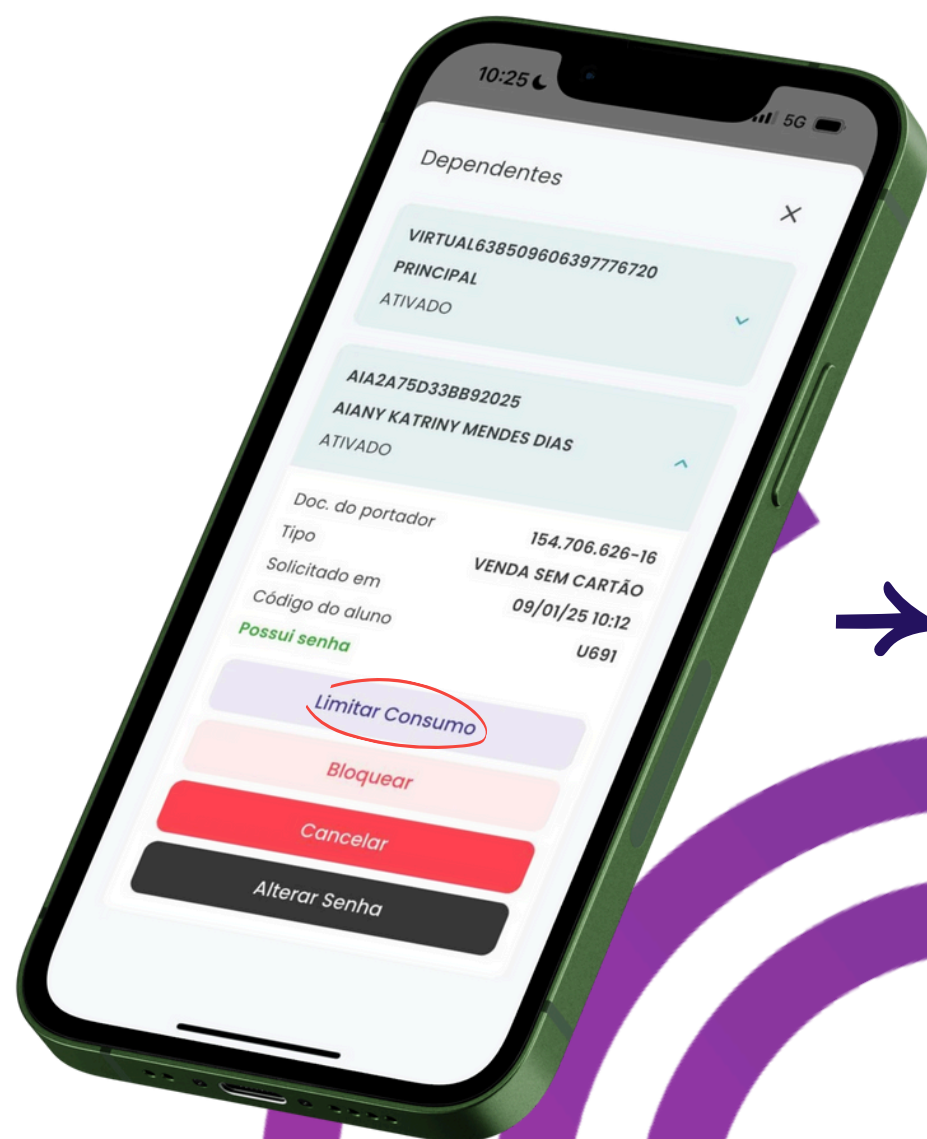 10:25
5G
Dependentes
VIRTUAL638509606397776720
PRINCIPAL
ATIVADO
AIA2A75D33BB92025
AIANY KATRINY MENDES DIAS
ATIVADO
Doc. do portador 154.706.626-16
Tipo VENDA SEM CARTÃO
Solicitado em 09/01/25 10:12
Código do aluno U691
Possui senha
Limitar Consumo
Bloquear
Cancelar
Alterar Senha